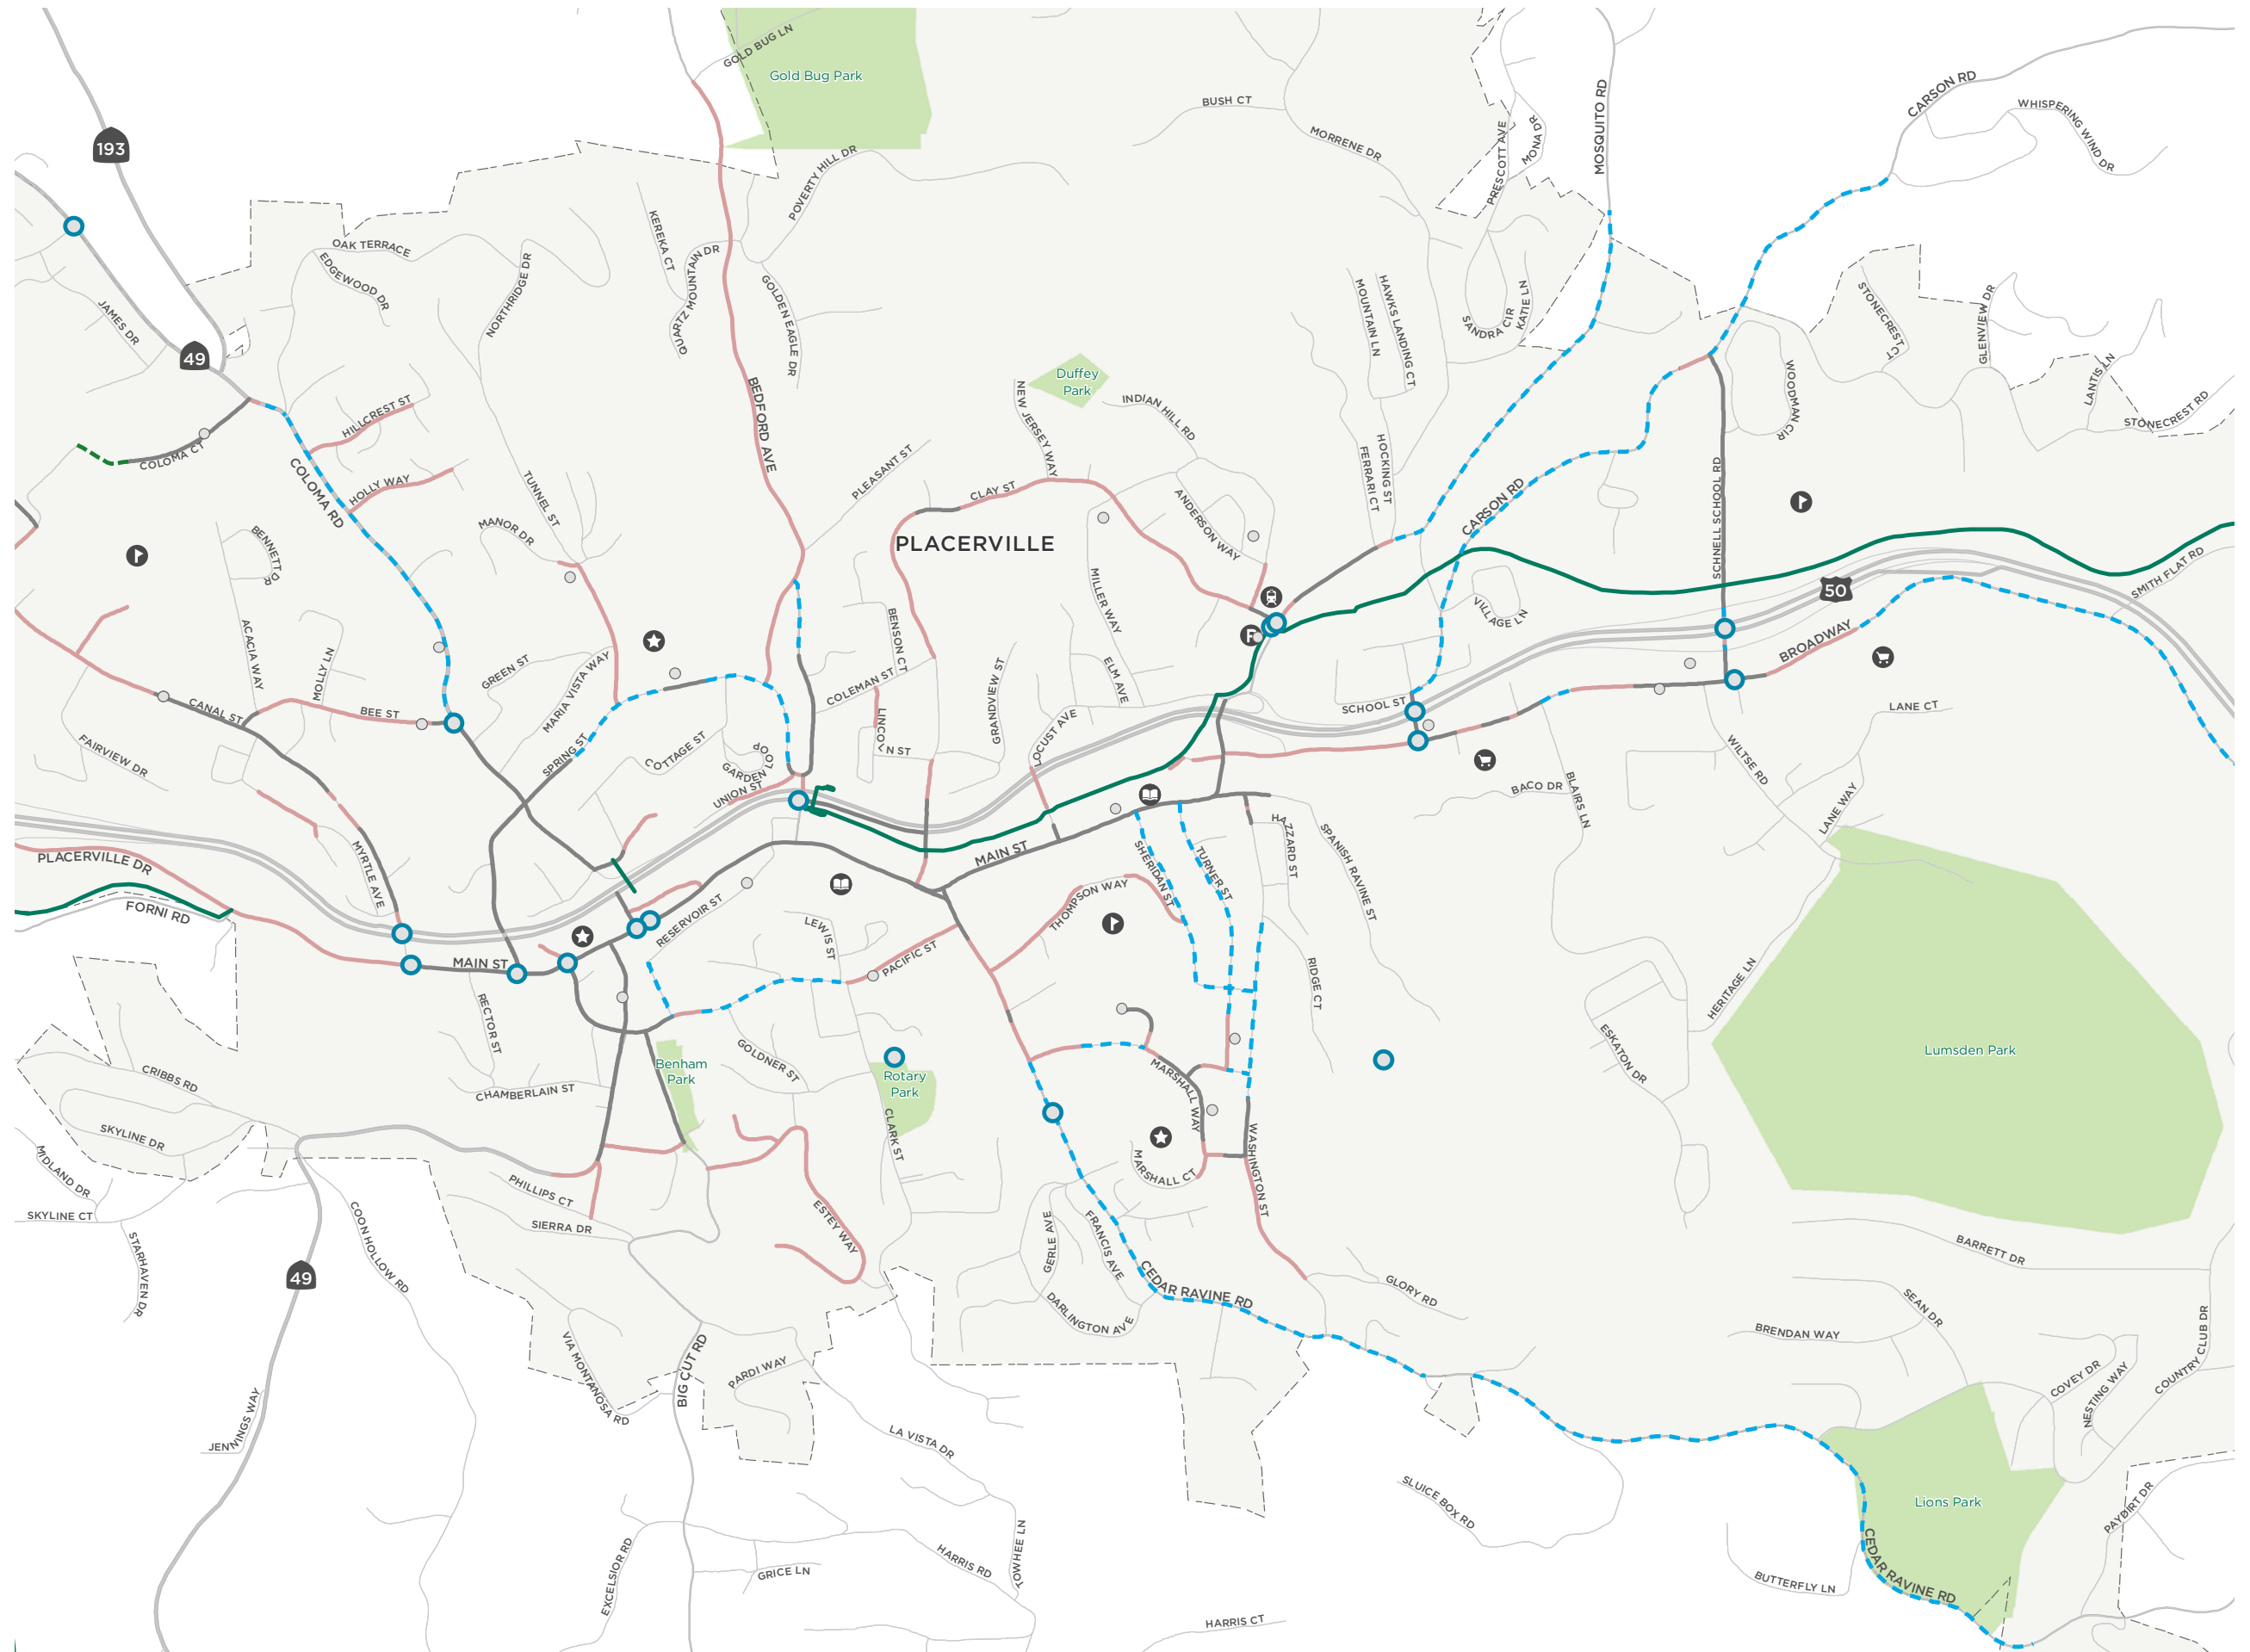 GOLD BUG LN
Gold Bug Park
CARSON RD
WHISPERING WIND DR
BUSH CT
MORRENE DR
PRESCOTT AVE
MONA DR
MOSQUITO RD
193
POVERTY HILL DR
KEREKA CT
QUARTZ MOUNTAIN DR
OAK TERRACE
EDGEWOOD DR
NORTHRIDGE DR
GOLDEN EAGLE DR
JAMES DR
49
MOUNTAIN LN
HAWKS LANDING CT
SANDRA CIR
KATIE LN
STONECREST CT
GLENVIEW DR
LANTIS LN
STONECREST RD
WOODMAN CIR
Duffey
Park
NEW JERSEY WAY
INDIAN HILL RD
HILLCREST ST
BEDFORD AVE
COLOMA CT
COLOMA RD
HOLLY WAY
TUNNEL ST
MANOR DR
PLEASANT ST
CLAY ST
ANDERSON WAY
FERRARI CT
HOCKING ST
CARSON RD
SCHNELL SCHOOL RD
PLACERVILLE
BENNETT DR
50
SMITH FLAT RD
VILLAGE LN
MILLER WAY
BENSON CT
ACACIA WAY
MOLLY LN
GREEN ST
MARIA VISTA WAY
ELM AVE
P
BROADWAY
COLEMAN ST
GRANDVIEW ST
CANAL ST
BEE ST
SCHOOL ST
LANE CT
LINCOLN ST
LOCUST AVE
FAIRVIEW DR
SPRING ST
COTTAGE ST
GARDEN LOOP
UNION ST
WILTSE RD
BACO DR
BLAIRS LN
LANE WAY
HAZZARD ST
SPANISH RAVINE ST
MYRTLE AVE
PLACERVILLE DR
MAIN ST
SHERIDAN ST
TURNER ST
THOMPSON WAY
FORNI RD
RESERVOIR ST
LEWIS ST
PACIFIC ST
MAIN ST
RECTOR ST
RIDGE CT
HERITAGE LN
ESKATON DR
Lumsden Park
CRIBBS RD
CHAMBERLAIN ST
Benham
Park
GOLDNER ST
Rotary
Park
MARSHALL WAY
SKYLINE DR
CLARK ST
MIDLAND DR
MARSHALL CT
WASHINGTON ST
PHILLIPS CT
SKYLINE CT
SIERRA DR
ESTEY WAY
STARHAVEN DR
COON HOLLOW RD
GERLE AVE
FRANCIS AVE
BARRETT DR
49
CEDAR RAVINE RD
GLORY RD
DARLINGTON AVE
SEAN DR
BRENDAN WAY
COUNTRY CLUB DR
VIA MONTANOSA RD
BIG CUT RD
PARDI WAY
COVEY DR
NESTING WAY
JENNINGS WAY
LA VISTA DR
SLUICE BOX RD
Lions Park
PAYDIRT DR
EXCELSIOR RD
GRICE LN
HARRIS RD
TOWHEE LN
BUTTERFLY LN
CEDAR RAVINE RD
HARRIS CT